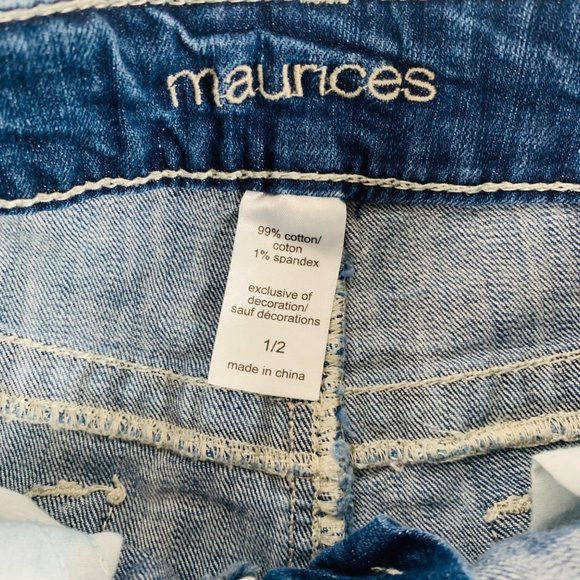 maurices
99% cotton/
coton
1% spandex
exclusive of
decoration/
sauf décorations
1/2
made in china